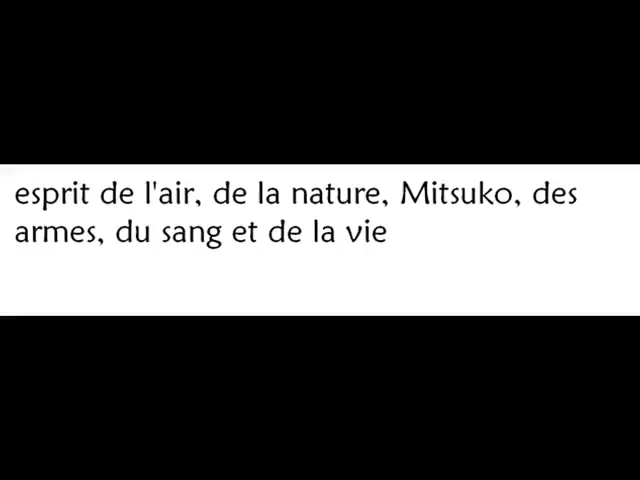 esprit de l'air, de la nature, Mitsuko, des
armes, du sang et de la vie